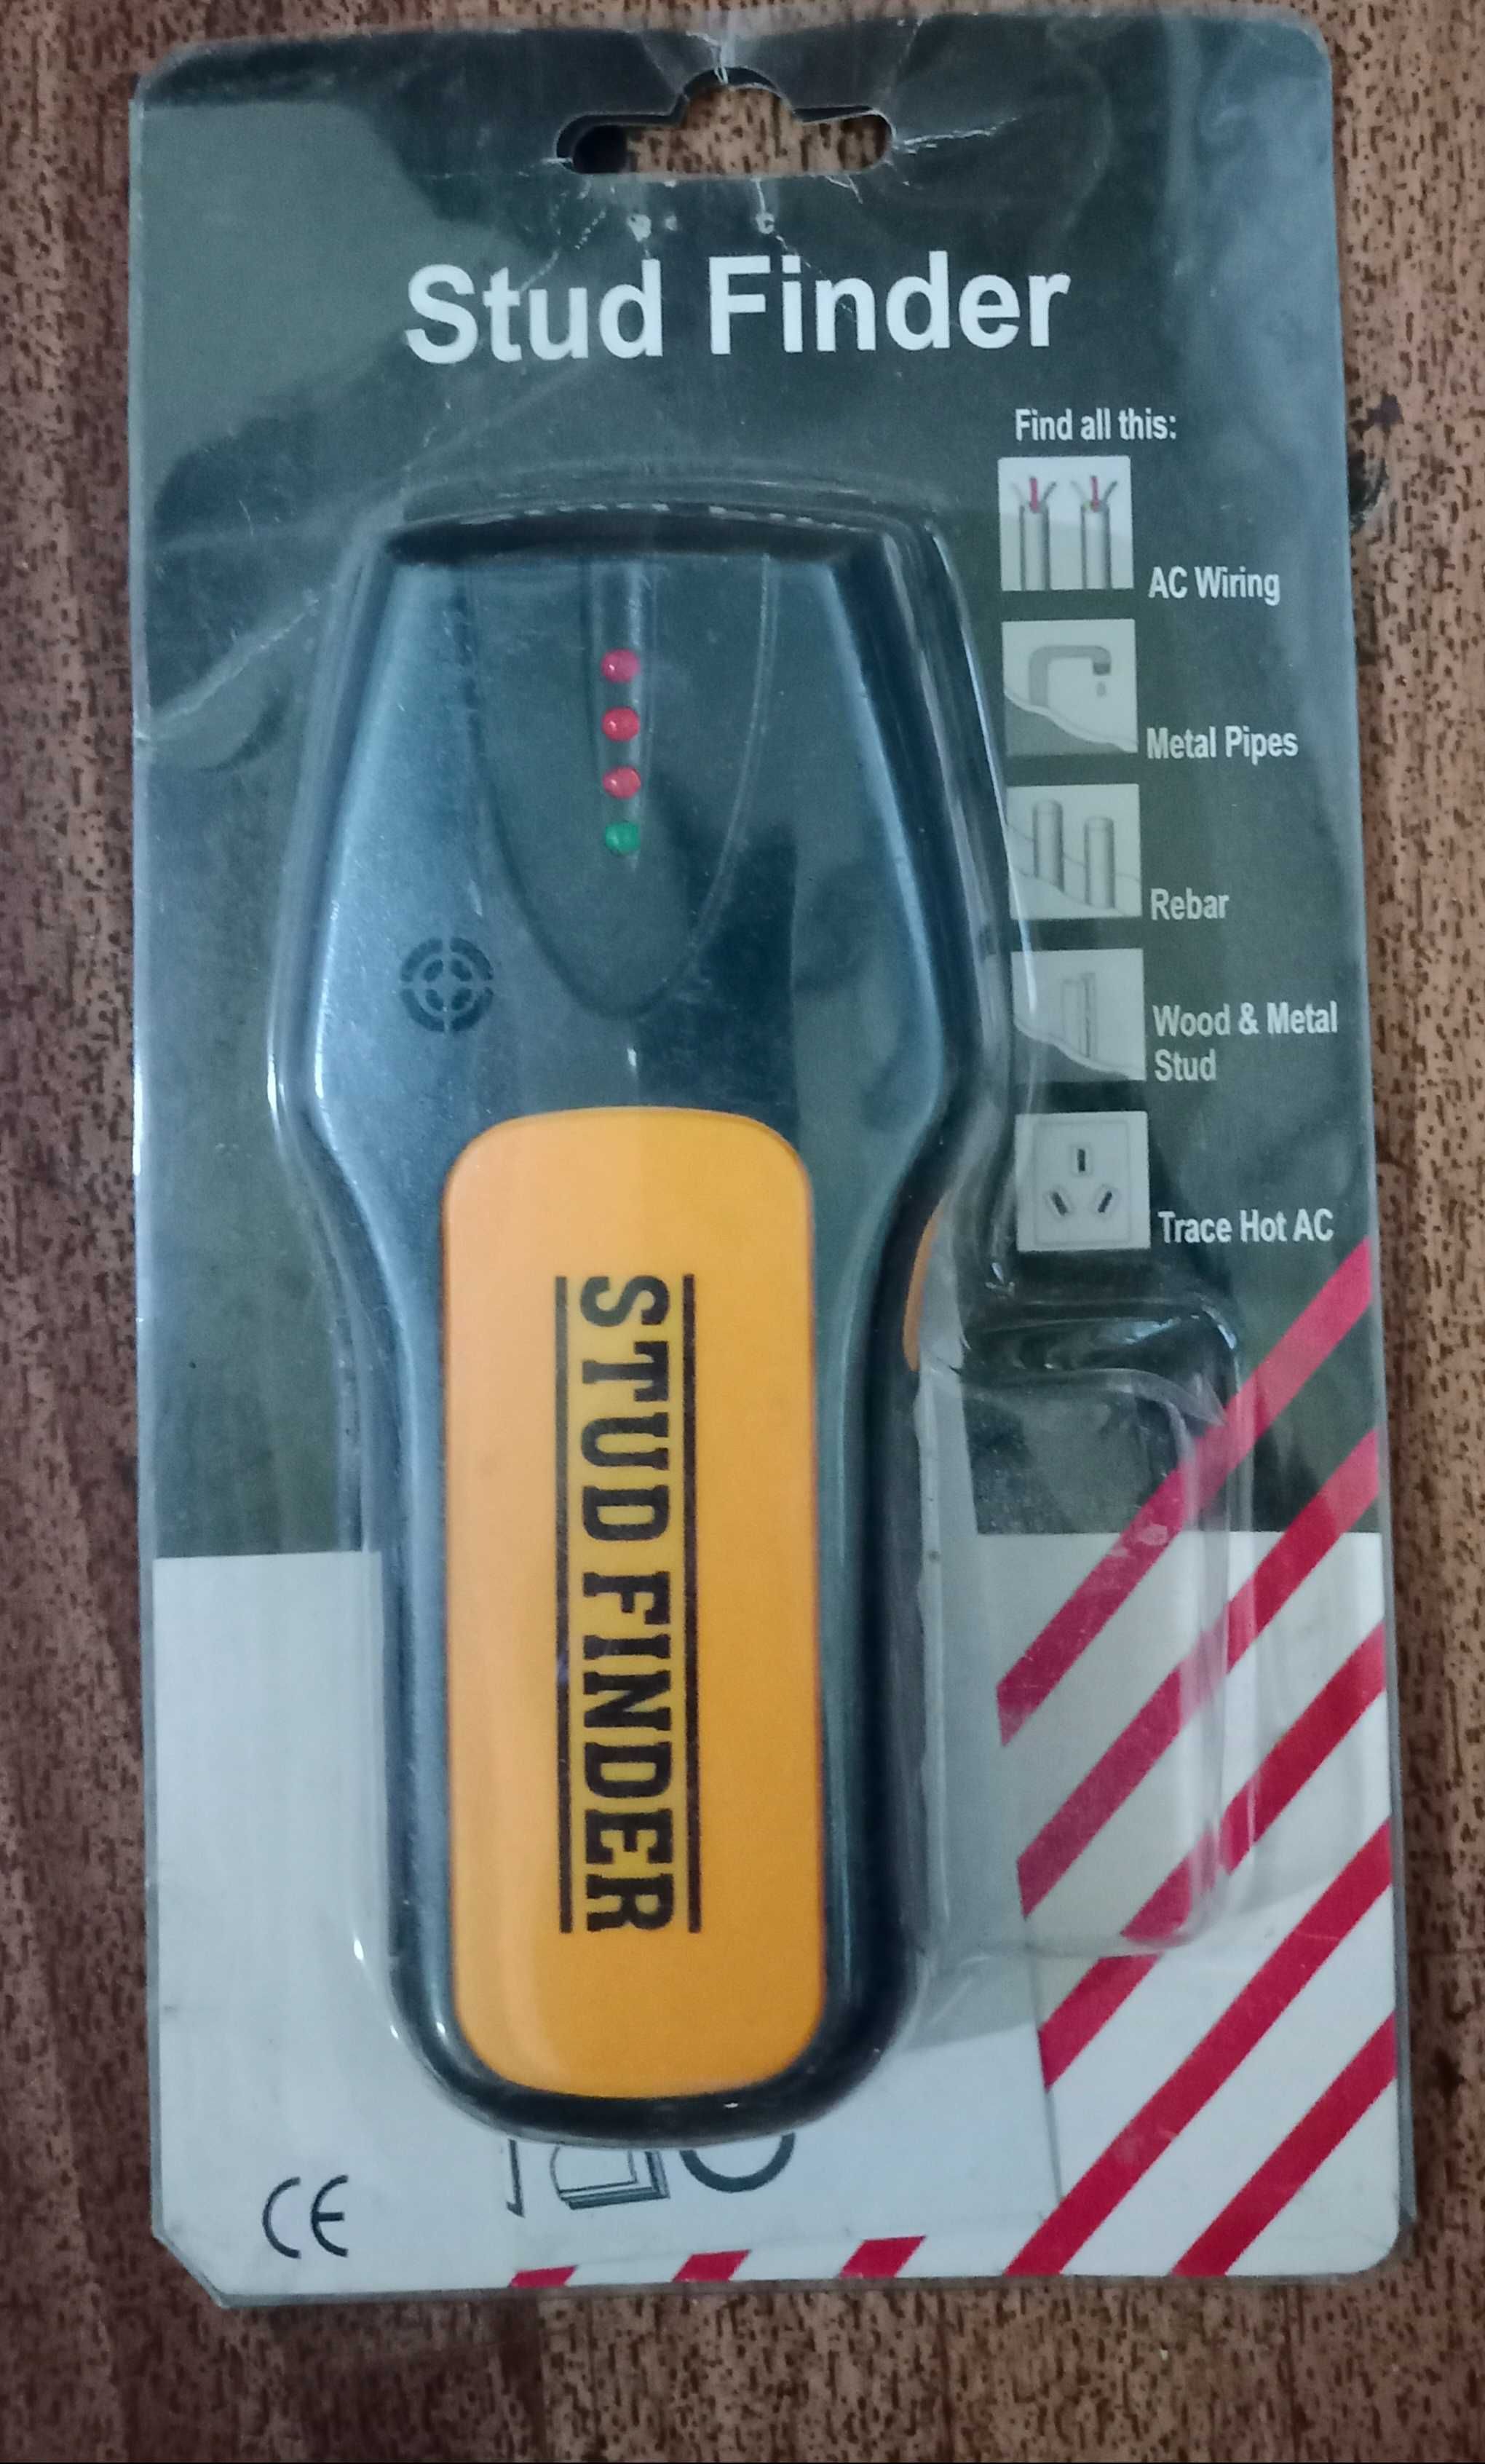 Stud Finder
Find all this:
AC Wiring
Metal Pipes
Rebar
Wood & Metal
Stud
Trace Hot AC
STUD FINDER
CE